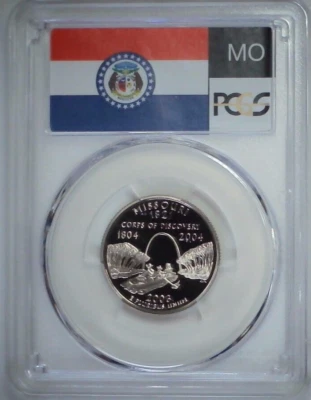 MO
PCGS
MISSOURI
1821
CORPS OF DISCOVERY
1804 2004
2003
E PLURIBUS UNUM